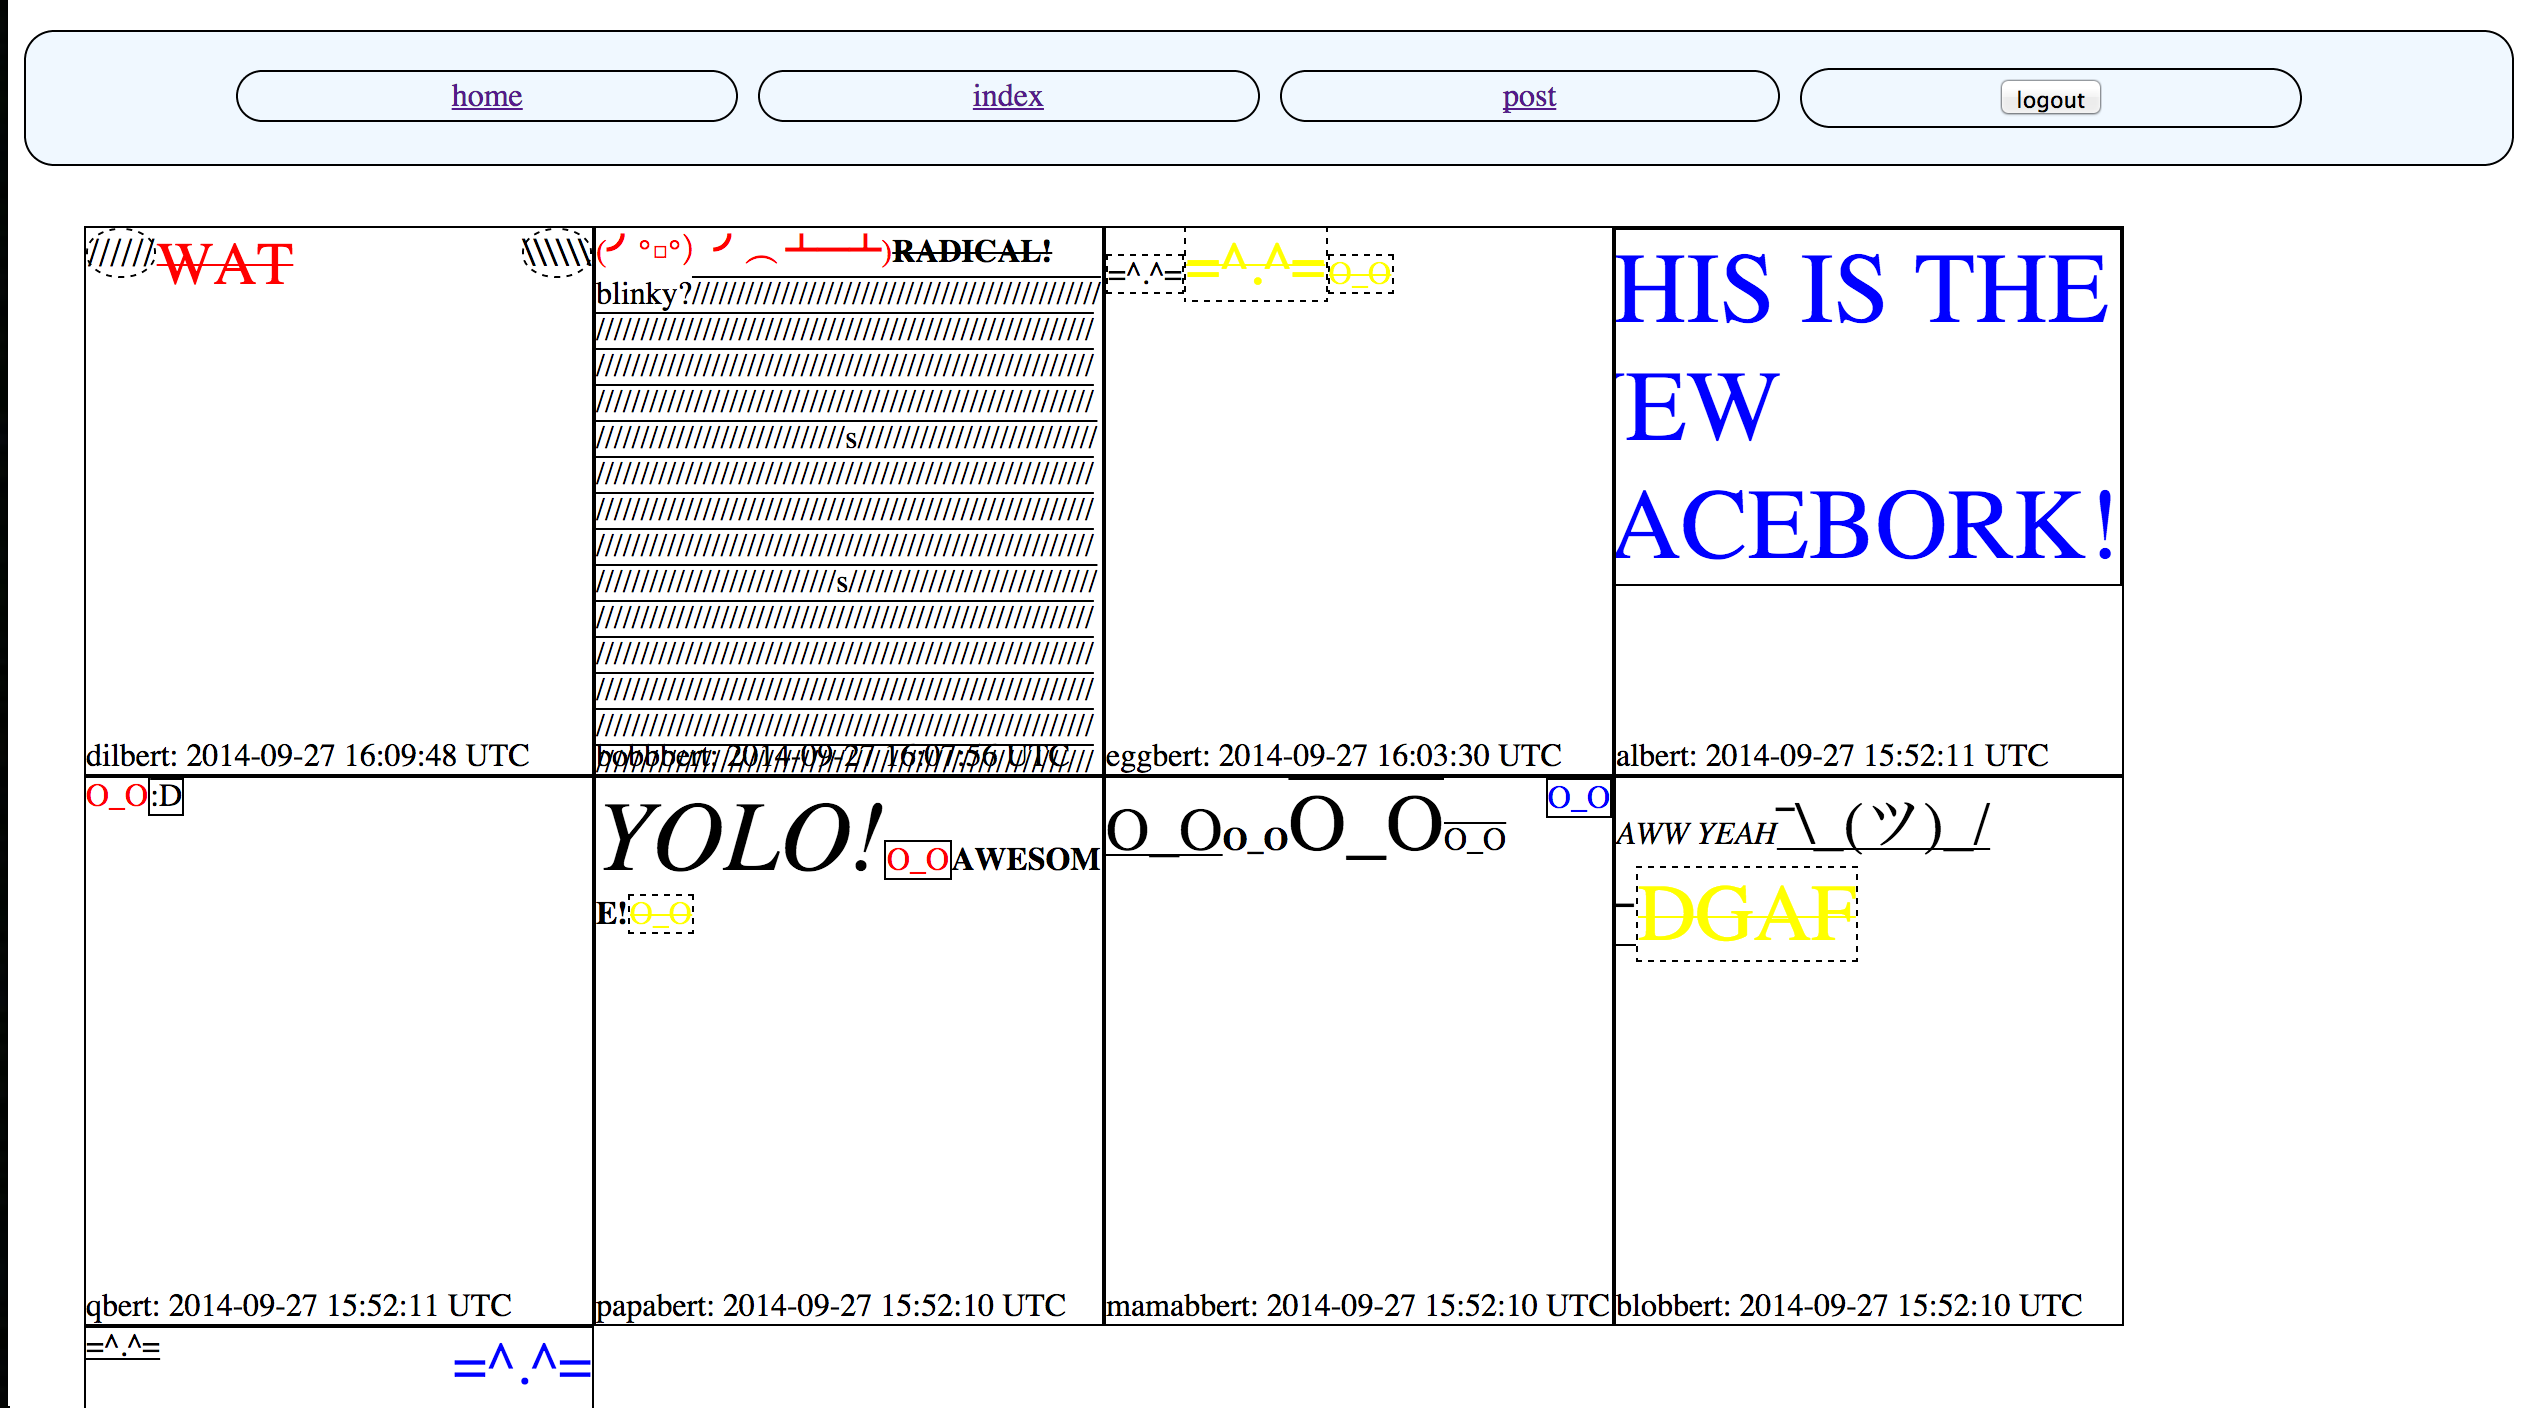 home index post logout
//////WAT \\\\\\
(╯°□°）╯︵ ┻━┻)RADICAL!
blinky?
s
s
bobbbert: 2014-09-27 16:07:56 UTC
=^.^==^.^=O_O
HIS IS THE
EW
ACEBORK!
dilbert: 2014-09-27 16:09:48 UTC
eggbert: 2014-09-27 16:03:30 UTC
albert: 2014-09-27 15:52:11 UTC
O_O:D
qbert: 2014-09-27 15:52:11 UTC
YOLO!O_OAWESOM
E!O_O
papabert: 2014-09-27 15:52:10 UTC
O_OO_OO_OO_O O_O
mamabbert: 2014-09-27 15:52:10 UTC
AWW YEAH¯\_(ツ)_/
¯DGAF
blobbert: 2014-09-27 15:52:10 UTC
=^.^= =^.^=